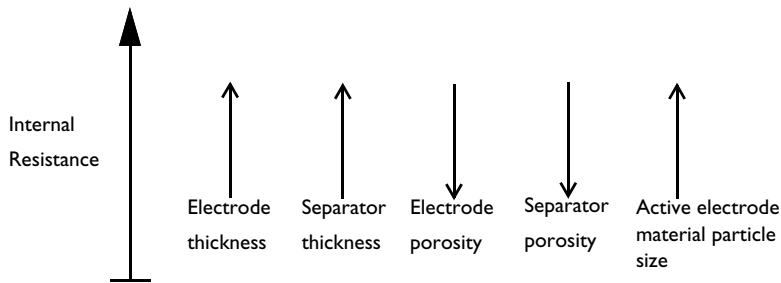 Internal
Resistance
Electrode
thickness
Separator
thickness
Electrode
porosity
Separator
porosity
Active electrode
material particle
size